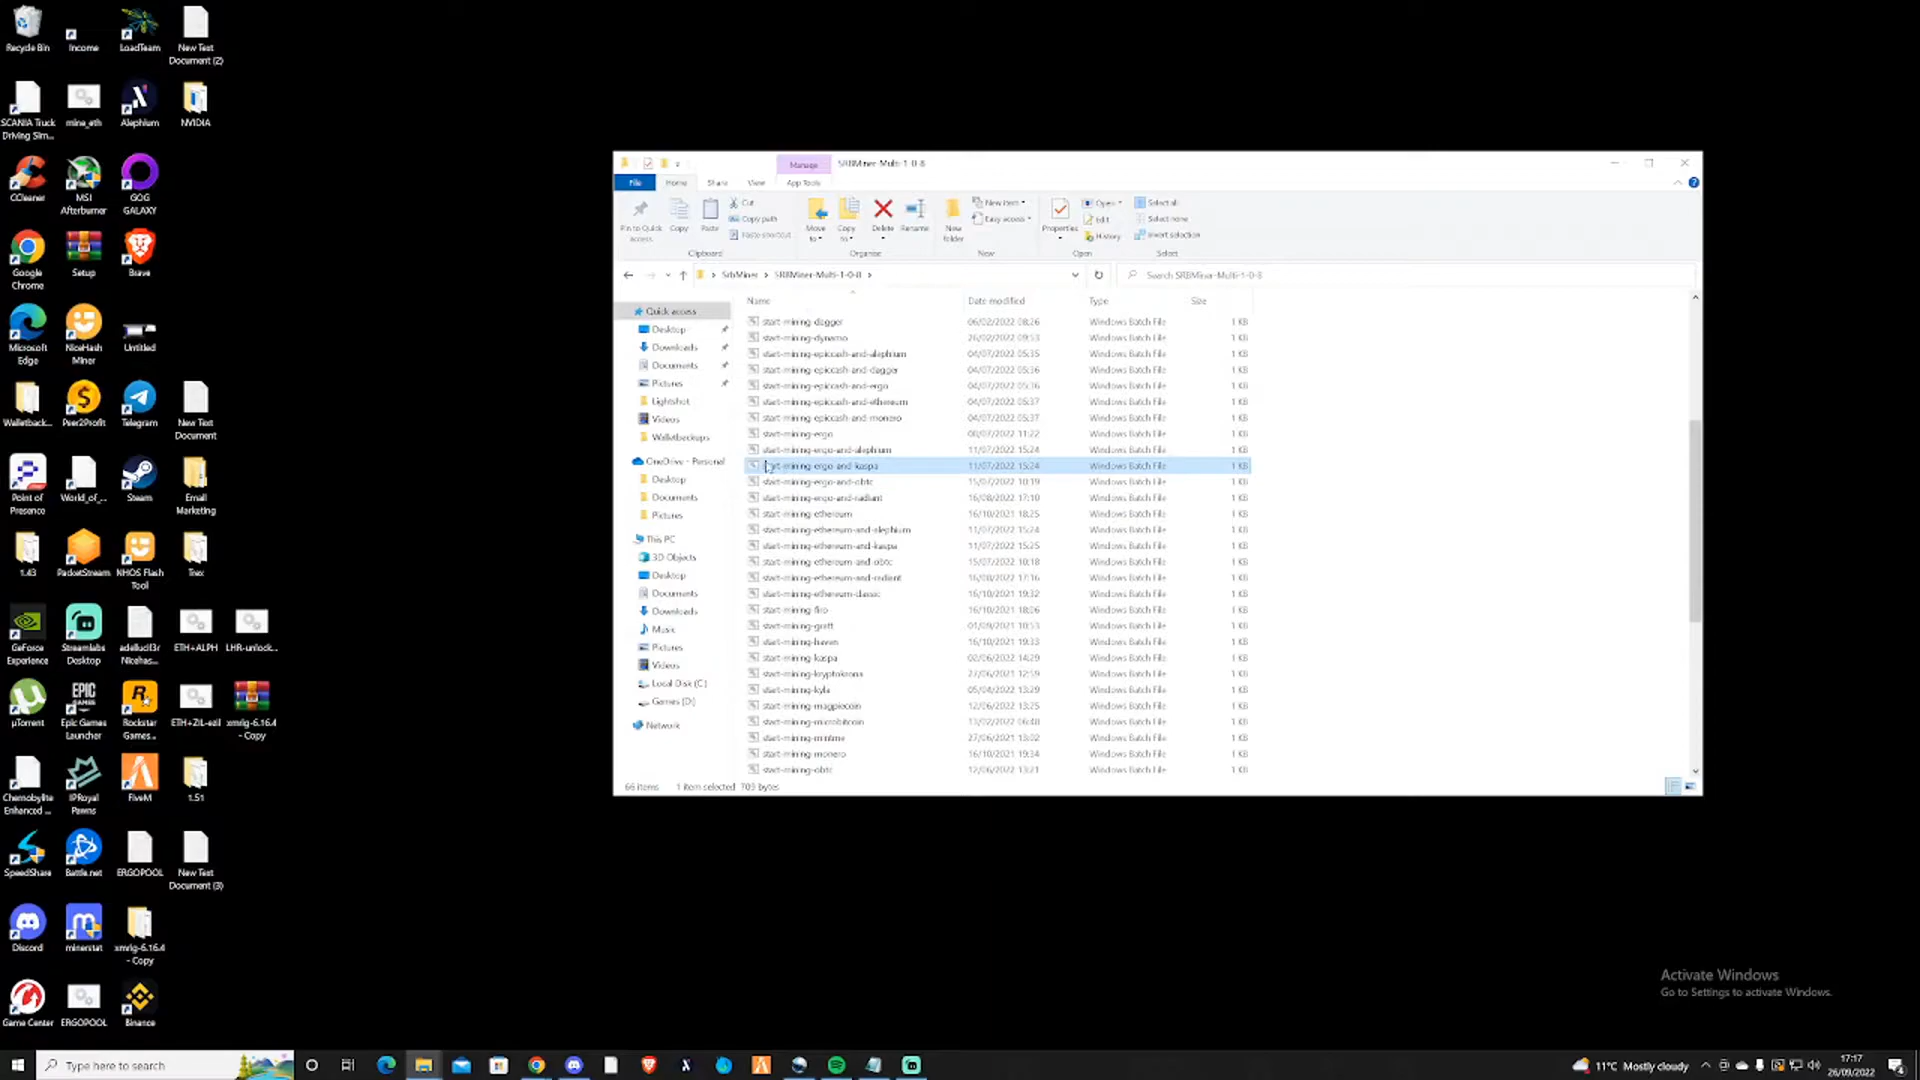 Recycle Bin
Income
LoadTeam
New Text
Document (2)
SCANIA Truck
Driving Sim...
mine_eth
Alephium
NVIDIA
CCleaner
MSI
Afterburner
GOG
GALAXY
Google
Chrome
Setup
Brave
Microsoft
Edge
NiceHash
Miner
Untitled
Walletback...
Peer2Profit
Telegram
New Text
Document
Point of
Presence
World_of_...
Steam
Email
Marketing
1.43
PacketStream
NHOS Flash
Tool
Trex
GeForce
Experience
Streamlabs
Desktop
Nicehas...
ETH+ALPH
LHR-unlock...
µTorrent
Epic Games
Launcher
Rockstar
Games...
ETH+ZIL-ezil
xmrig-6.16.4
- Copy
Chernobylite
Enhanced ...
IPRoyal
Pawns
FiveM
1.51
SpeedShare
Battle.net
ERGOPOOL
New Text
Document (3)
Discord
minerstat
xmrig-6.16.4
- Copy
Game Center
ERGOPOOL
Binance
Manage
SRBMiner-Multi-1-0-8
File
Home
Share
View
App Tools
Pin to Quick
access
Copy
Paste
Cut
Copy path
Paste shortcut
Move
to
Copy
to
Delete
Rename
New
folder
New item
Easy access
Properties
Open
Edit
History
Select all
Select none
Invert selection
Clipboard
Organise
New
Open
Select
SrbMiner > SRBMiner-Multi-1-0-8 >
Search SRBMiner-Multi-1-0-8
Quick access
Desktop
Downloads
Documents
Pictures
Lightshot
Videos
Walletbackups
OneDrive - Personal
Desktop
Documents
Pictures
This PC
3D Objects
Desktop
Documents
Downloads
Music
Pictures
Videos
Local Disk (C:)
Games (D:)
Network
Name Date modified Type Size
start-mining-dagger 06/02/2022 08:26 Windows Batch File 1 KB
start-mining-dynamo 26/02/2022 09:53 Windows Batch File 1 KB
start-mining-epiccash-and-alephium 04/07/2022 05:35 Windows Batch File 1 KB
start-mining-epiccash-and-dagger 04/07/2022 05:36 Windows Batch File 1 KB
start-mining-epiccash-and-ergo 04/07/2022 05:36 Windows Batch File 1 KB
start-mining-epiccash-and-ethereum 04/07/2022 05:37 Windows Batch File 1 KB
start-mining-epiccash-and-monero 04/07/2022 05:37 Windows Batch File 1 KB
start-mining-ergo 08/07/2022 11:22 Windows Batch File 1 KB
start-mining-ergo-and-alephium 11/07/2022 15:24 Windows Batch File 1 KB
start-mining-ergo-and-kaspa 11/07/2022 15:24 Windows Batch File 1 KB
start-mining-ergo-and-obtc 15/07/2022 10:19 Windows Batch File 1 KB
start-mining-ergo-and-radiant 16/08/2022 17:10 Windows Batch File 1 KB
start-mining-ethereum 16/10/2021 18:25 Windows Batch File 1 KB
start-mining-ethereum-and-alephium 11/07/2022 15:24 Windows Batch File 1 KB
start-mining-ethereum-and-kaspa 11/07/2022 15:25 Windows Batch File 1 KB
start-mining-ethereum-and-obtc 15/07/2022 10:18 Windows Batch File 1 KB
start-mining-ethereum-and-radiant 16/08/2022 17:16 Windows Batch File 1 KB
start-mining-ethereum-classic 16/10/2021 19:32 Windows Batch File 1 KB
start-mining-firo 16/10/2021 18:06 Windows Batch File 1 KB
start-mining-grett 01/09/2021 10:53 Windows Batch File 1 KB
start-mining-haven 16/10/2021 19:33 Windows Batch File 1 KB
start-mining-kaspa 02/06/2022 14:29 Windows Batch File 1 KB
start-mining-kryptokrona 27/06/2021 12:59 Windows Batch File 1 KB
start-mining-kyla 05/04/2022 13:29 Windows Batch File 1 KB
start-mining-magpiecoin 12/06/2022 13:25 Windows Batch File 1 KB
start-mining-microbitcoin 13/02/2022 06:48 Windows Batch File 1 KB
start-mining-mintme 27/06/2021 13:02 Windows Batch File 1 KB
start-mining-monero 16/10/2021 19:34 Windows Batch File 1 KB
start-mining-obtc 12/06/2022 13:21 Windows Batch File 1 KB
66 items 1 item selected 709 bytes
Activate Windows
Go to Settings to activate Windows.
Type here to search
11°C Mostly cloudy
17:17
26/09/2022